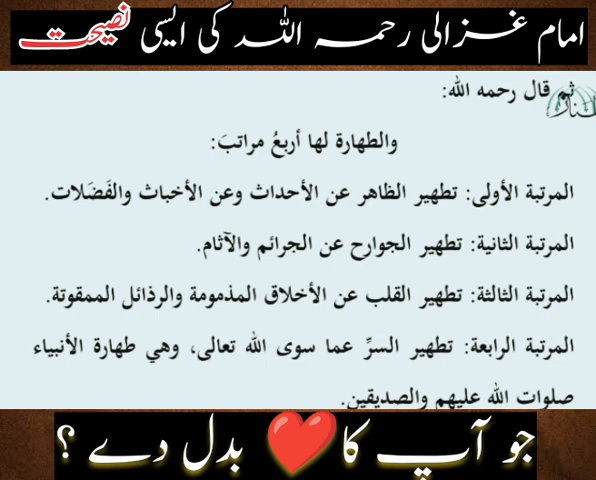 امام غزالی رحمہ اللہ کی ایسی نصیحت
ثم قال رحمه الله:
والطهارة لها أربعُ مراتبَ:
المرتبة الأولى: تطهير الظاهر عن الأحداث وعن الأخباث والفَضَلات.
المرتبة الثانية: تطهير الجوارح عن الجرائم والآثام.
المرتبة الثالثة: تطهير القلب عن الأخلاق المذمومة والرذائل الممقوتة.
المرتبة الرابعة: تطهير السرِّ عما سوى الله تعالى، وهي طهارة الأنبياء
صلوات الله عليهم والصديقين.
جو آپ کا ❤️ بدل دے ؟